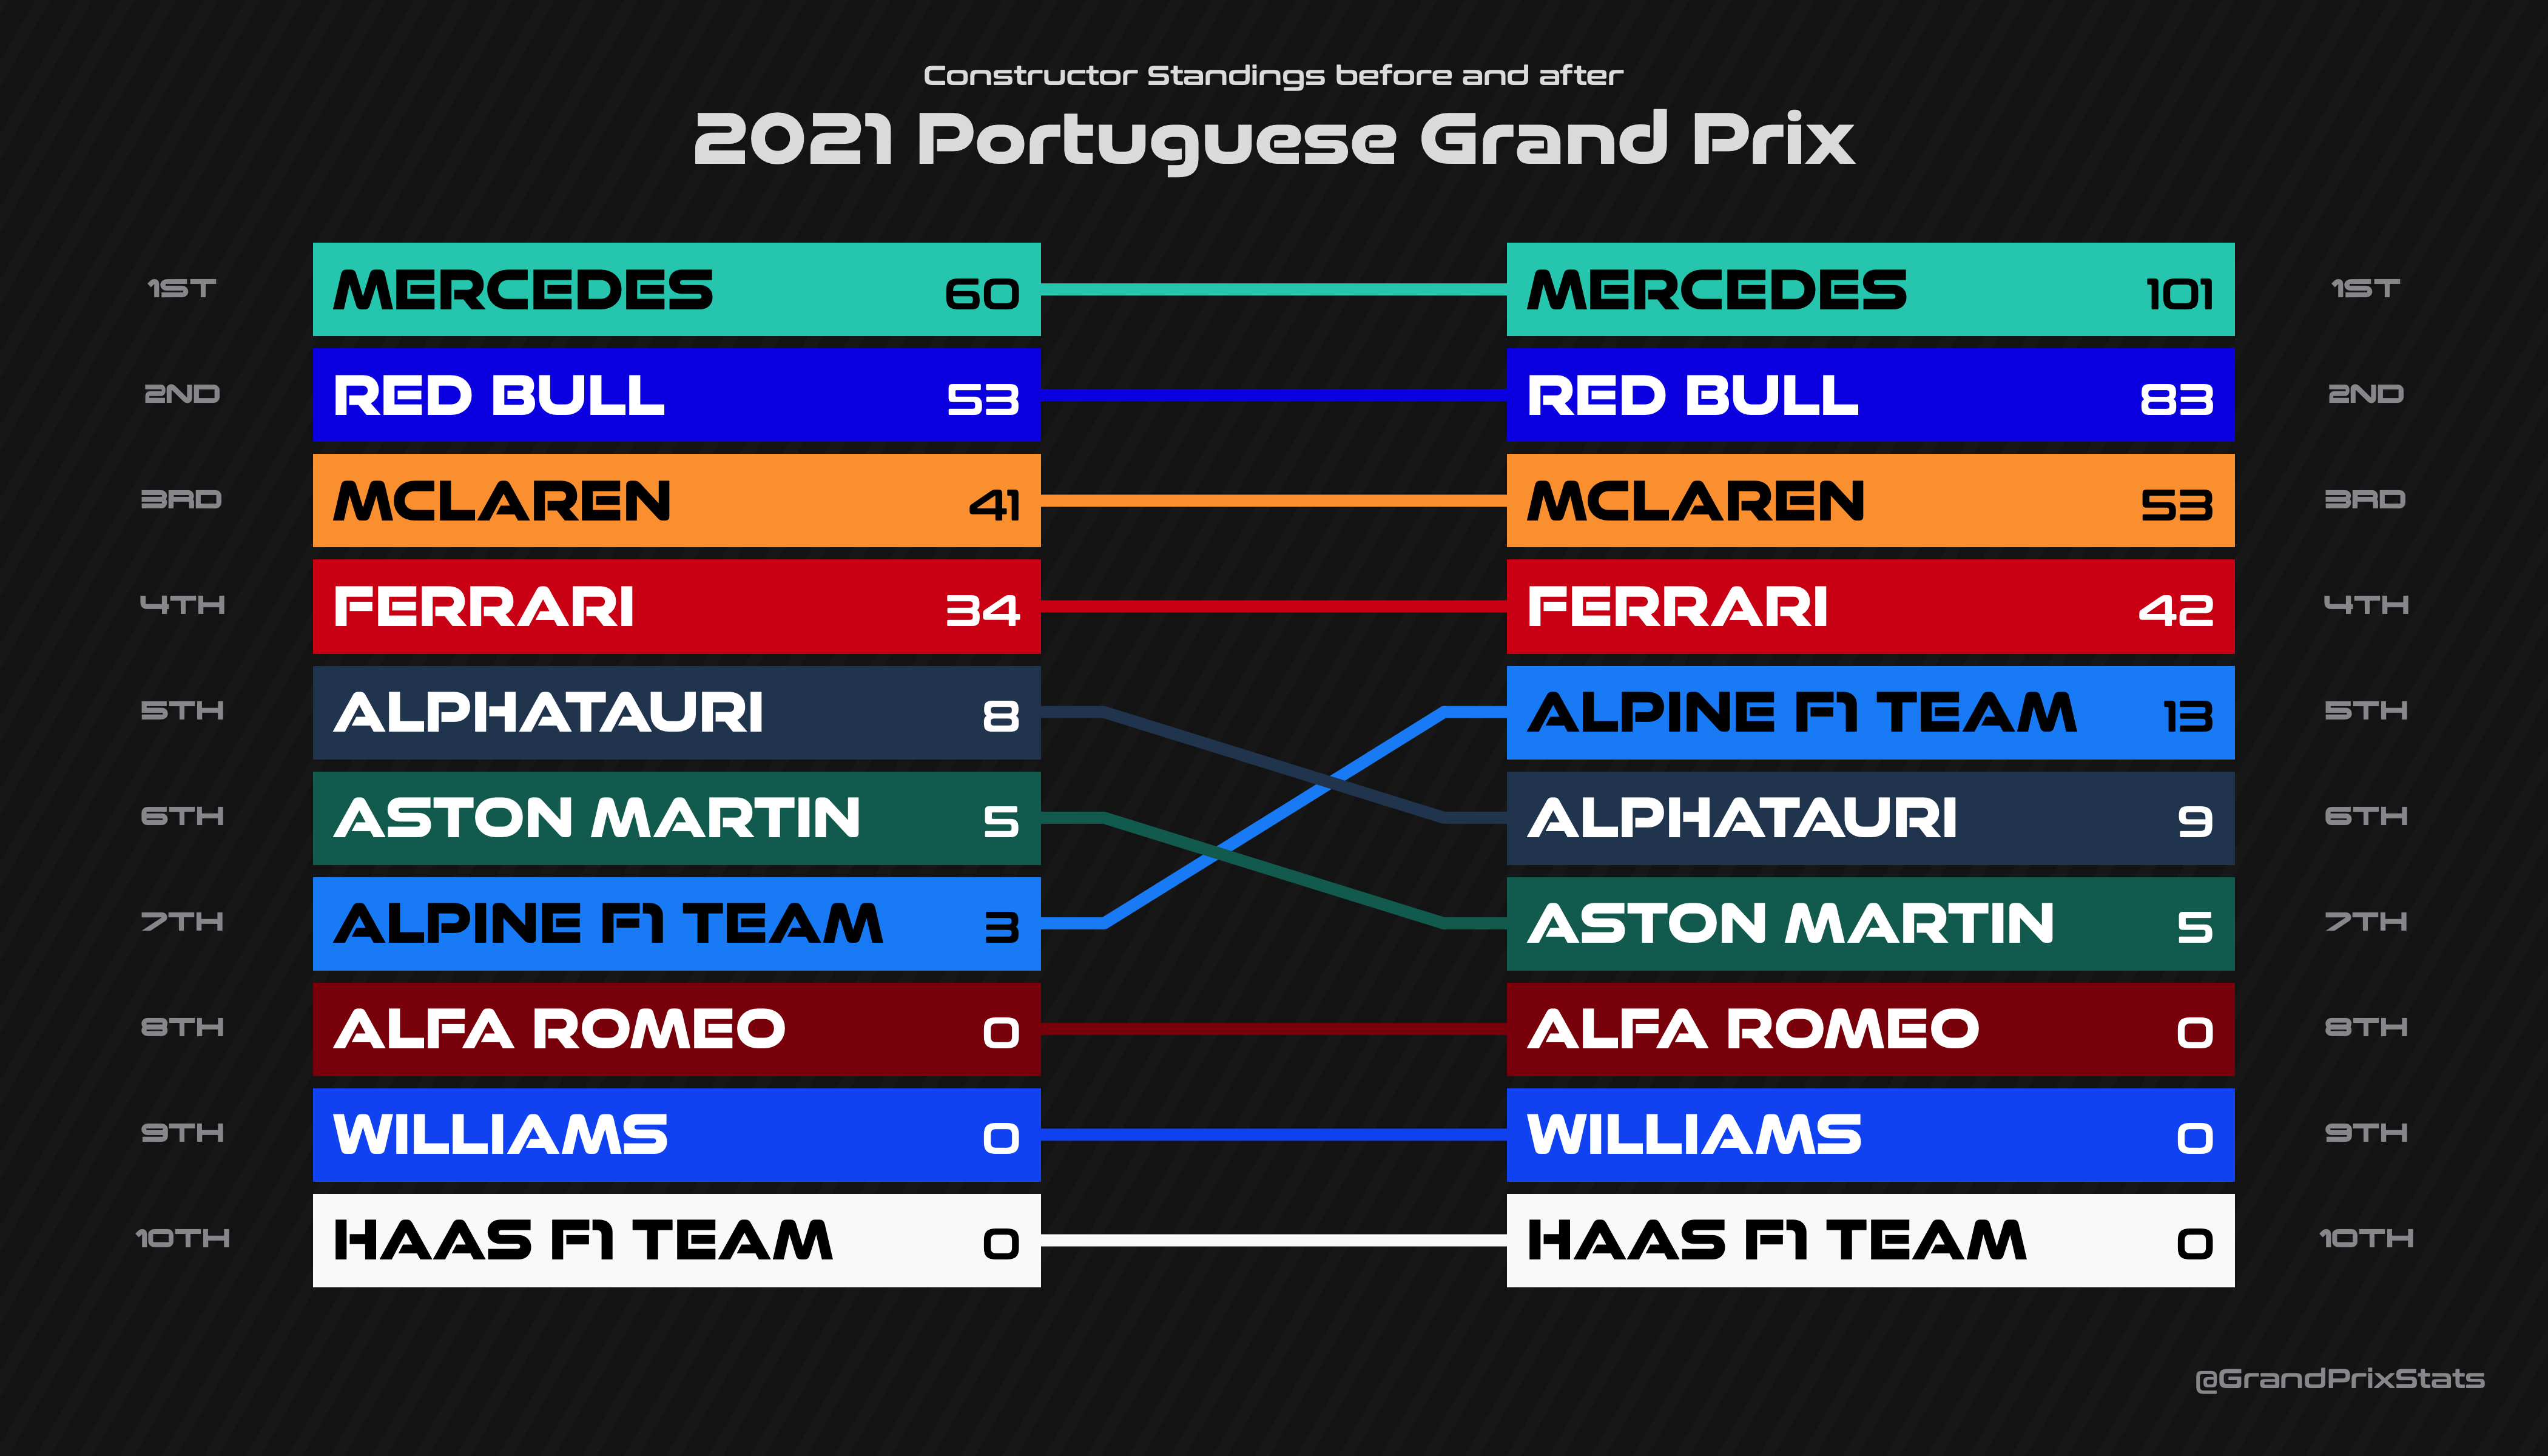 Constructor Standings before and after
2021 Portuguese Grand Prix
1ST MERCEDES 60 MERCEDES 101 1ST
2ND RED BULL 53 RED BULL 83 2ND
3RD MCLAREN 41 MCLAREN 53 3RD
4TH FERRARI 34 FERRARI 42 4TH
5TH ALPHATAURI 8 ALPINE F1 TEAM 13 5TH
6TH ASTON MARTIN 5 ALPHATAURI 9 6TH
7TH ALPINE F1 TEAM 3 ASTON MARTIN 5 7TH
8TH ALFA ROMEO 0 ALFA ROMEO 0 8TH
9TH WILLIAMS 0 WILLIAMS 0 9TH
10TH HAAS F1 TEAM 0 HAAS F1 TEAM 0 10TH
@GrandPrixStats